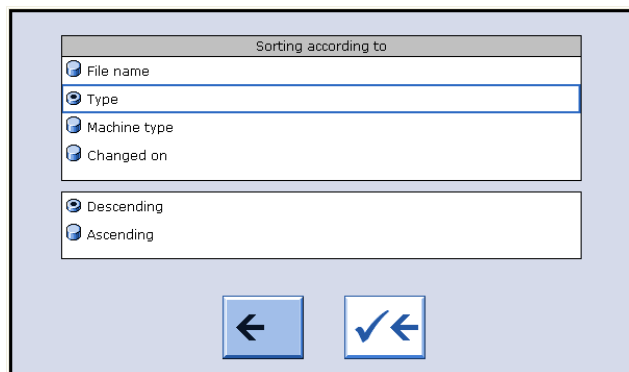 Sorting according to
File name
Type
Machine type
Changed on
Descending
Ascending